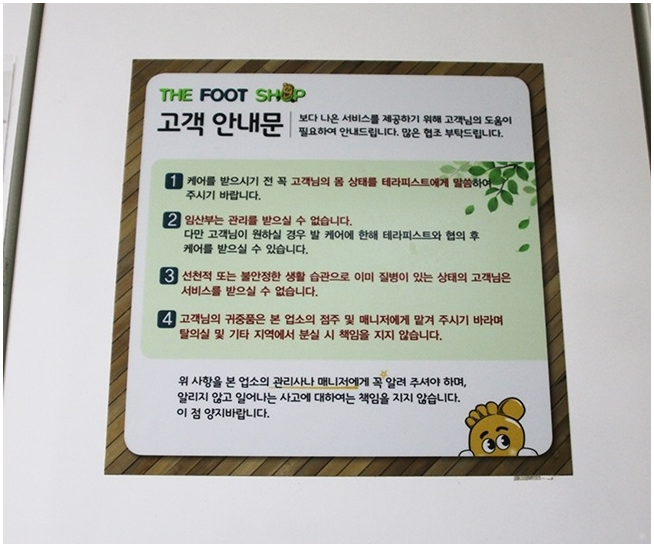 THE FOOT SHOP
고객 안내문
보다 나은 서비스를 제공하기 위해 고객님의 도움이
필요하여 안내드립니다. 많은 협조 부탁드립니다.
1 케어를 받으시기 전 꼭 고객님의 몸 상태를 테라피스트에게 말씀하여
주시기 바랍니다.
2 임산부는 관리를 받으실 수 없습니다.
다만 고객님이 원하실 경우 발 케어에 한해 테라피스트와 협의 후
케어를 받으실 수 있습니다.
3 선천적 또는 불안정한 생활 습관으로 이미 질병이 있는 상태의 고객님은
서비스를 받으실 수 없습니다.
4 고객님의 귀중품은 본 업소의 점주 및 매니저에게 맡겨 주시기 바라며
탈의실 및 기타 지역에서 분실 시 책임을 지지 않습니다.
위 사항을 본 업소의 관리사나 매니저에게 꼭 알려 주셔야 하며,
알리지 않고 일어나는 사고에 대하여는 책임을 지지 않습니다.
이 점 양지바랍니다.